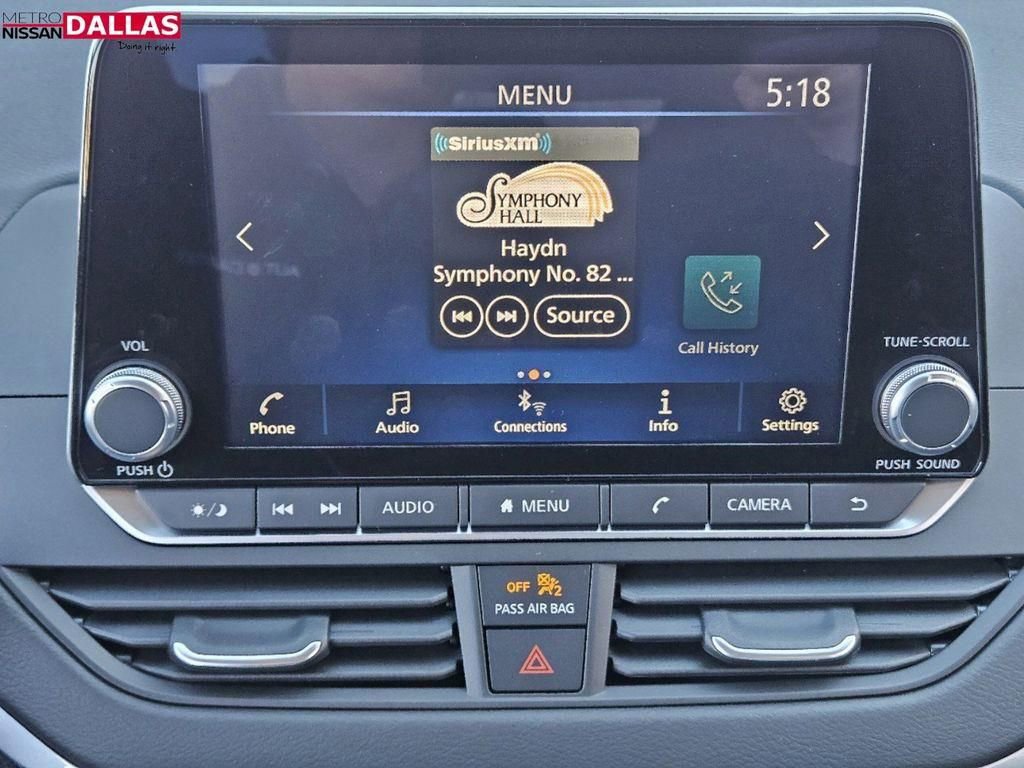 METRO
NISSAN DALLAS
Doing it right.
MENU
5:18
SiriusXM
SYMPHONY
HALL
Haydn
Symphony No. 82 ...
Source
Call History
VOL
TUNE·SCROLL
PUSH
PUSH SOUND
Phone
Audio
Connections
Info
Settings
AUDIO
MENU
CAMERA
OFF 2
PASS AIR BAG